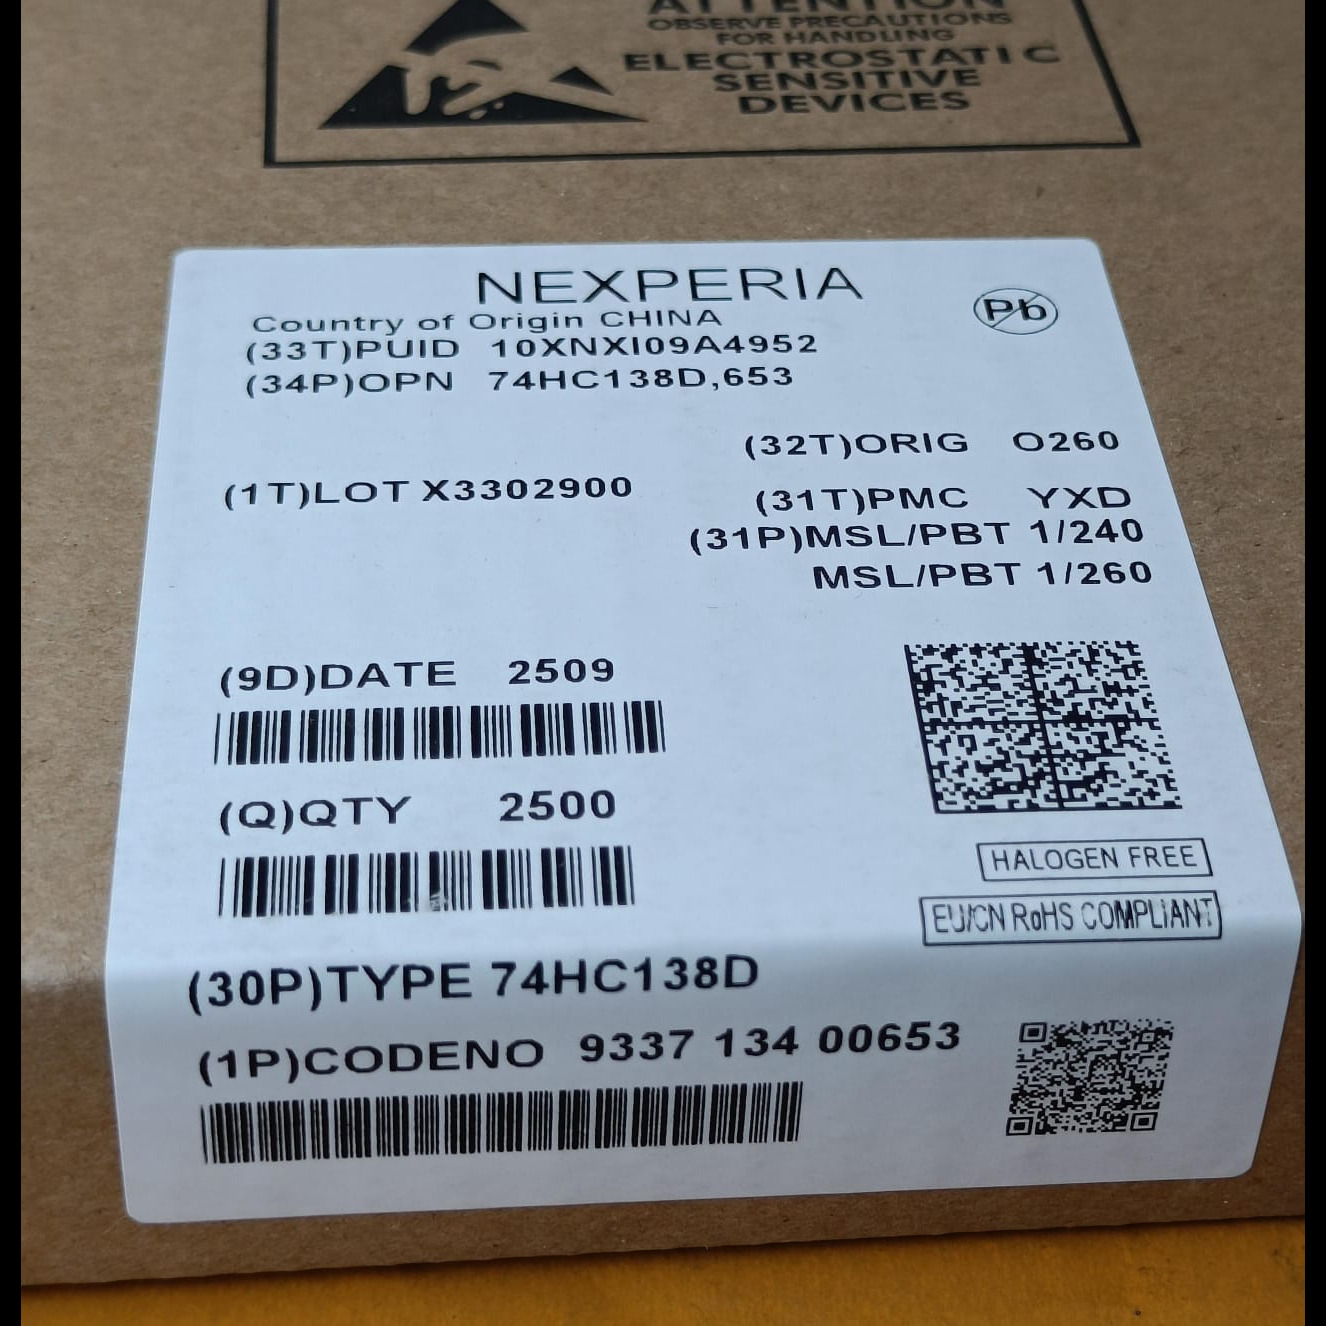 ATTENTION
OBSERVE PRECAUTIONS
FOR HANDLING
ELECTROSTATIC
SENSITIVE
DEVICES
NEXPERIA
Pb
Country of Origin CHINA
(33T)PUID 10XNXI09A4952
(34P)OPN 74HC138D,653
(32T)ORIG O260
(1T)LOT X3302900
(31T)PMC YXD
(31P)MSL/PBT 1/240
MSL/PBT 1/260
(9D)DATE 2509
(Q)QTY 2500
HALOGEN FREE
EU/CN RoHS COMPLIANT
(30P)TYPE 74HC138D
(1P)CODENO 9337 134 00653